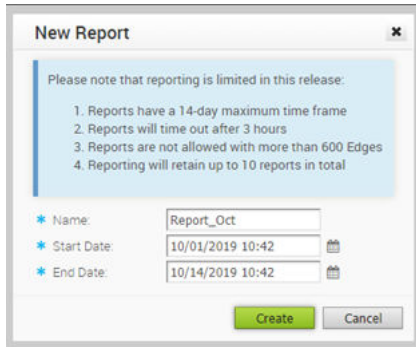 New Report
Please note that reporting is limited in this release:
1. Reports have a 14-day maximum time frame
2. Reports will time out after 3 hours
3. Reports are not allowed with more than 600 Edges
4. Reporting will retain up to 10 reports in total
* Name: Report_Oct
* Start Date: 10/01/2019 10:42
* End Date: 10/14/2019 10:42
Create Cancel